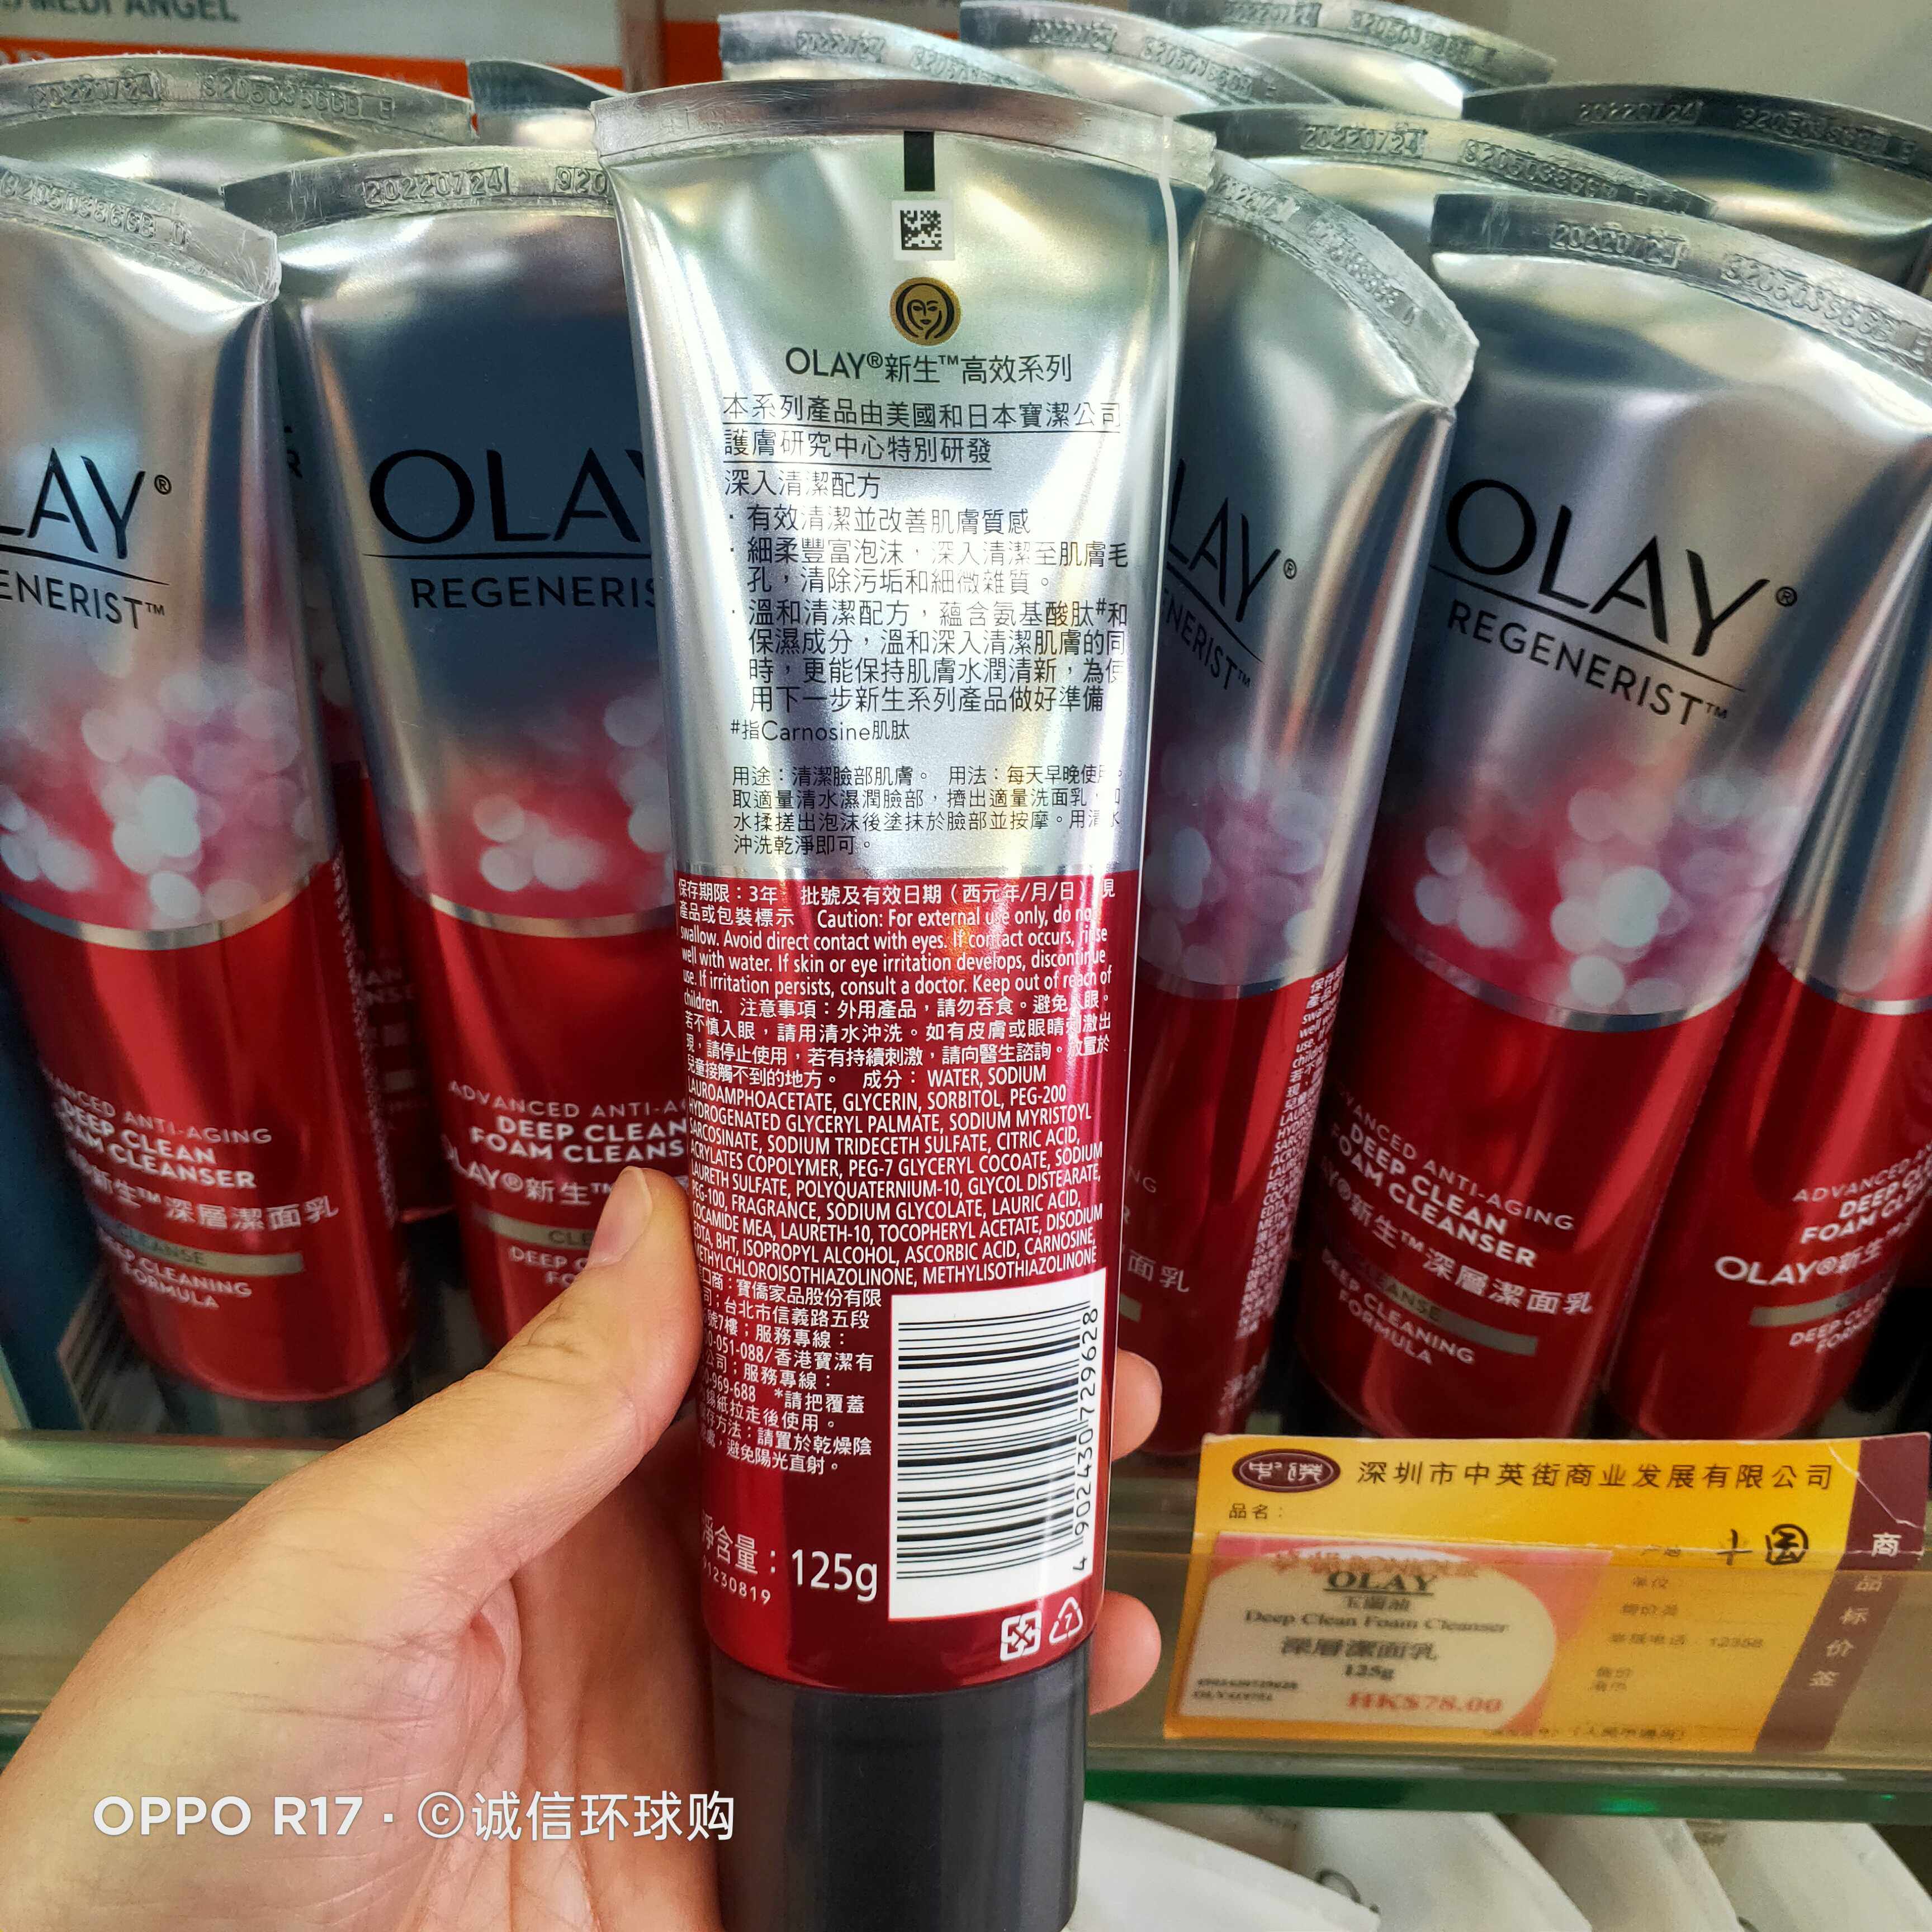 MEDI ANGEL
20220724
OLAY®
REGENERIST™
ADVANCED ANTI-AGING
DEEP CLEAN
FOAM CLEANSER
OLAY®新生™深層潔面乳
CLEANSE
DEEP CLEANING
FORMULA
OLAY®新生™高效系列
本系列產品由美國和日本寶潔公司
護膚研究中心特別研發
深入清潔配方
· 有效清潔並改善肌膚質感
· 細柔豐富泡沫，深入清潔至肌膚毛
孔，清除污垢和細微雜質。
· 溫和清潔配方，蘊含氨基酸肽#和
保濕成分，溫和深入清潔肌膚的同
時，更能保持肌膚水潤清新，為使
用下一步新生系列產品做好準備
#指Carnosine肌肽
用途：清潔臉部肌膚。 用法：每天早晚使用。
取適量清水濕潤臉部，擠出適量洗面乳，加
水揉搓出泡沫後塗抹於臉部並按摩。用清水
沖洗乾淨即可。
保存期限：3年 批號及有效日期（西元年/月/日）見
產品或包裝標示 Caution: For external use only, do not
swallow. Avoid direct contact with eyes. If contact occurs, rinse
well with water. If skin or eye irritation develops, discontinue
use. If irritation persists, consult a doctor. Keep out of reach of
children. 注意事項：外用產品，請勿吞食。避免入眼。
若不慎入眼，請用清水沖洗。如有皮膚或眼睛刺激出
現，請停止使用，若有持續刺激，請向醫生諮詢。放置於
兒童接觸不到的地方。 成分： WATER, SODIUM
LAUROAMPHOACETATE, GLYCERIN, SORBITOL, PEG-200
HYDROGENATED GLYCERYL PALMATE, SODIUM MYRISTOYL
SARCOSINATE, SODIUM TRIDECETH SULFATE, CITRIC ACID,
ACRYLATES COPOLYMER, PEG-7 GLYCERYL COCOATE, SODIUM
LAURETH SULFATE, POLYQUATERNIUM-10, GLYCOL DISTEARATE,
PEG-100, FRAGRANCE, SODIUM GLYCOLATE, LAURIC ACID,
COCAMIDE MEA, LAURETH-10, TOCOPHERYL ACETATE, DISODIUM
EDTA, BHT, ISOPROPYL ALCOHOL, ASCORBIC ACID, CARNOSINE,
METHYLCHLOROISOTHIAZOLINONE, METHYLISOTHIAZOLINONE
口商：寶僑家品股份有限
司；台北市信義路五段
號7樓；服務專線：
0-051-088/香港寶潔有
公司；服務專線：
0-969-688 *請把覆蓋
錫紙拉走後使用。
存方法：請置於乾燥陰
處，避免陽光直射。
淨含量：125g
91230819
4902430729628
7
深圳市中英街商业发展有限公司
品名：
商品标价签
OLAY
玉蘭油
Deep Clean Foam Cleanser
深層潔面乳
125g
HK$78.00
12358
OPPO R17 · ©诚信环球购